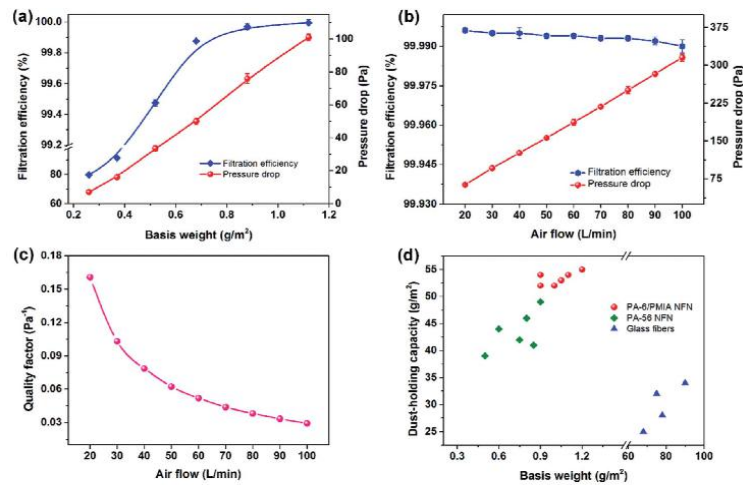 (a)
100.0
99.8
99.6
99.4
99.2
80
60
Filtration efficiency (%)
100
80
60
40
20
0
Pressure drop (Pa)
Filtration efficiency
Pressure drop
0.2 0.4 0.6 0.8 1.0 1.2
Basis weight (g/m²)
(b)
99.990
99.975
99.960
99.945
99.930
Filtration efficiency (%)
375
300
225
150
75
Pressure drop (Pa)
Filtration efficiency
Pressure drop
20 30 40 50 60 70 80 90 100
Air flow (L/min)
(c)
0.18
0.15
0.12
0.09
0.06
0.03
Quality factor (Pa⁻¹)
20 30 40 50 60 70 80 90 100
Air flow (L/min)
(d)
55
50
45
40
35
30
25
Dust-holding capacity (g/m²)
PA-6/PMIA NFN
PA-56 NFN
Glass fibers
0.3 0.6 0.9 1.2 60 80 100
Basis weight (g/m²)